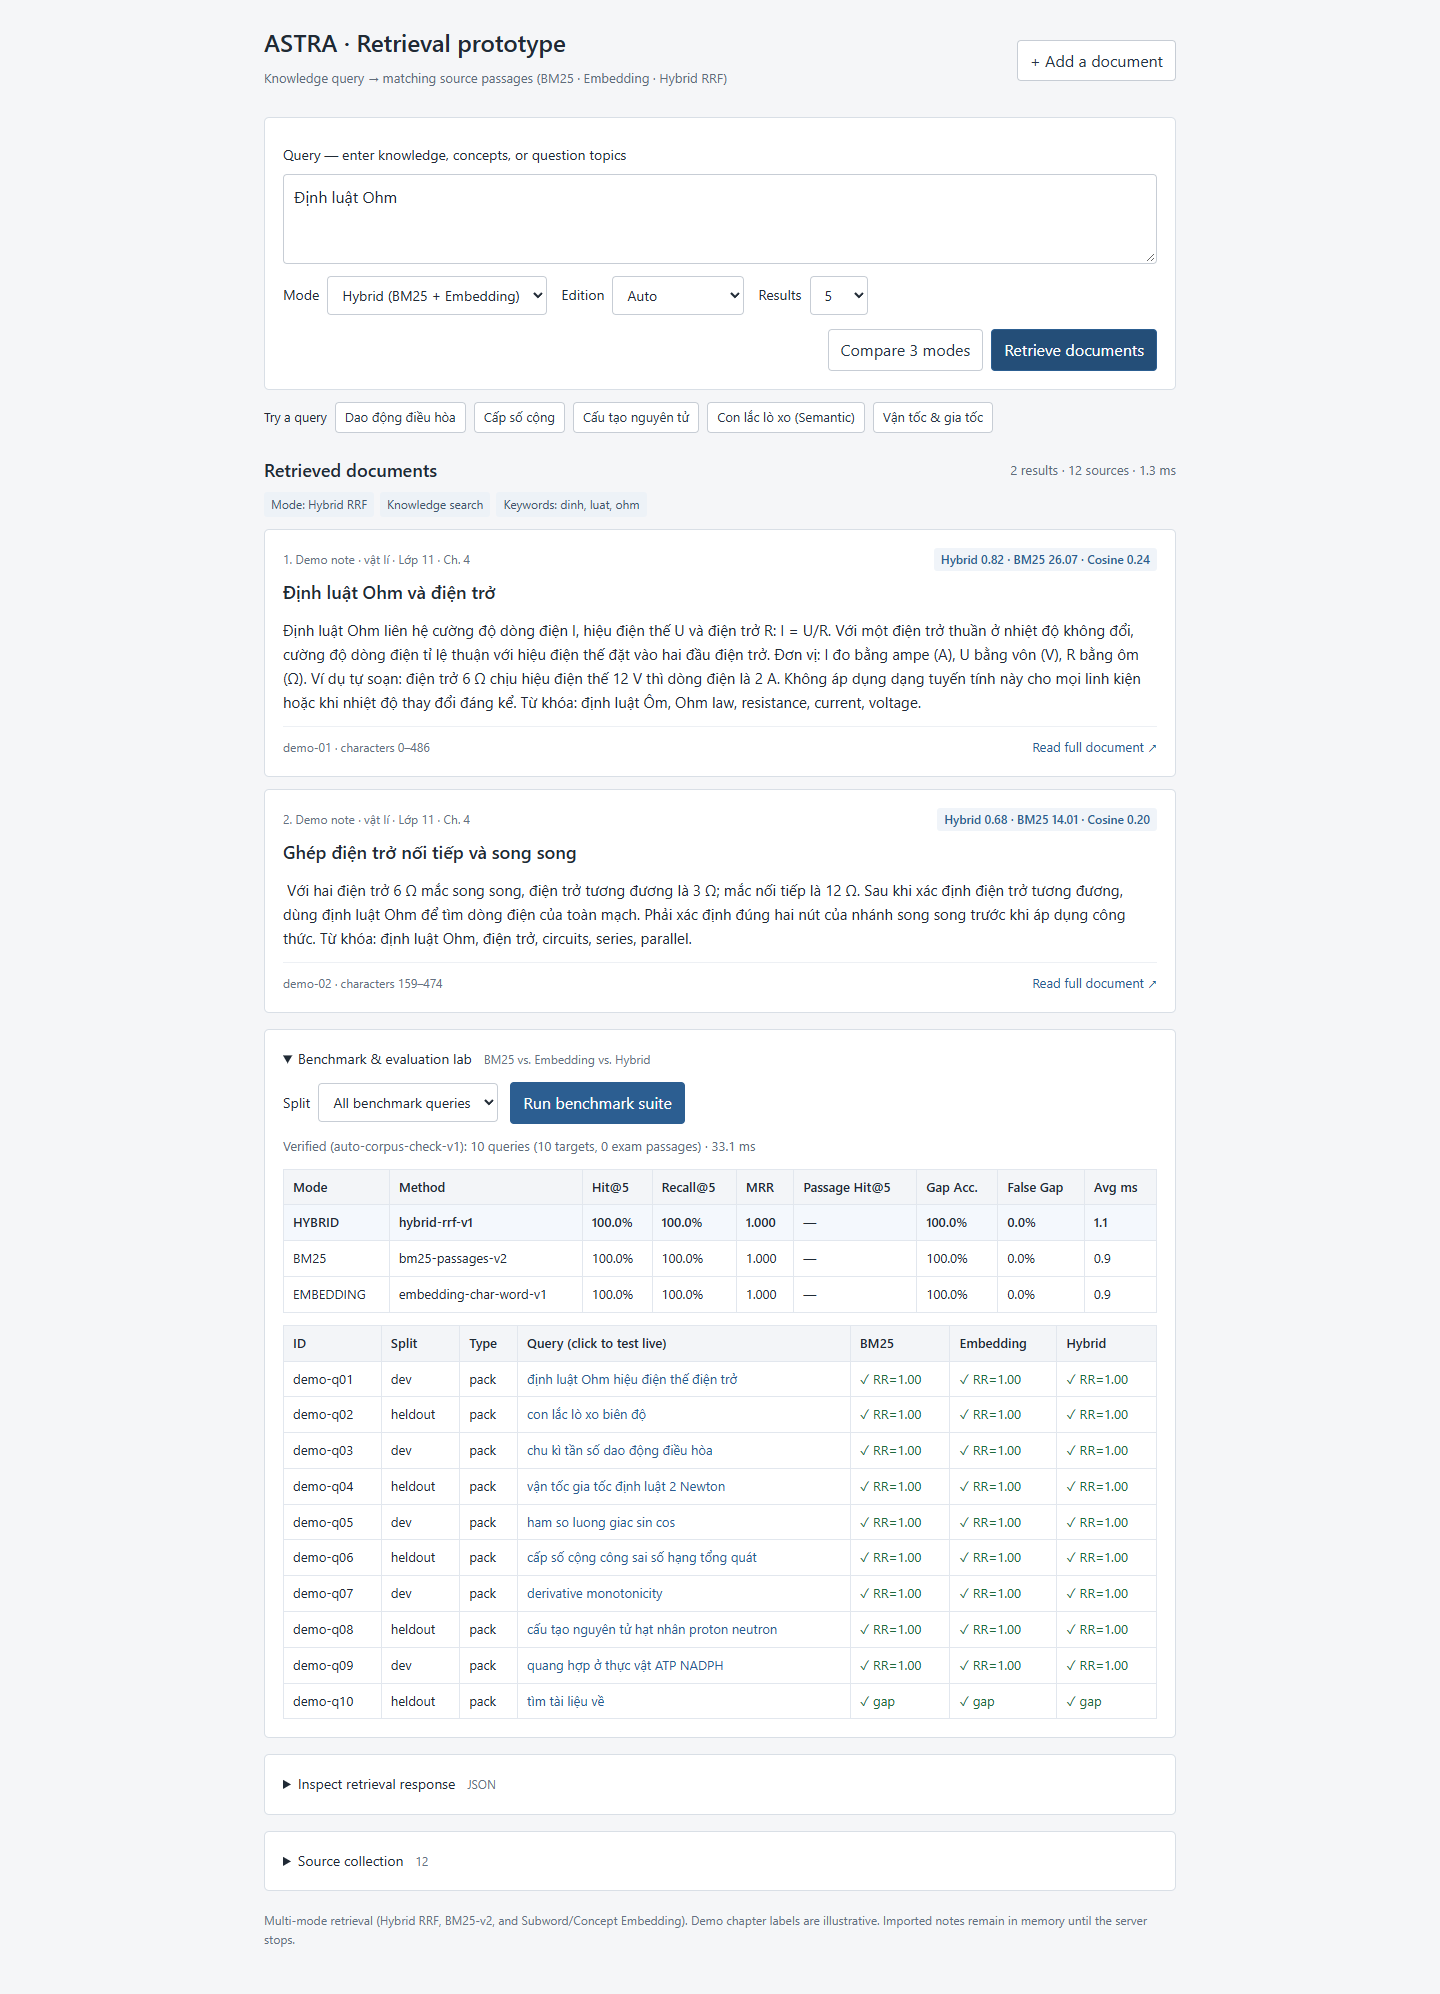 ASTRA · Retrieval prototype
Knowledge query → matching source passages (BM25 · Embedding · Hybrid RRF)
+ Add a document
Query — enter knowledge, concepts, or question topics
Định luật Ohm
Mode Hybrid (BM25 + Embedding) Edition Auto Results 5
Compare 3 modes Retrieve documents
Try a query Dao động điều hòa Cấp số cộng Cấu tạo nguyên tử Con lắc lò xo (Semantic) Vận tốc & gia tốc
Retrieved documents 2 results · 12 sources · 1.3 ms
Mode: Hybrid RRF Knowledge search Keywords: dinh, luat, ohm
1. Demo note · vật lí · Lớp 11 · Ch. 4 Hybrid 0.82 · BM25 26.07 · Cosine 0.24
Định luật Ohm và điện trở
Định luật Ohm liên hệ cường độ dòng điện I, hiệu điện thế U và điện trở R: I = U/R. Với một điện trở thuần ở nhiệt độ không đổi,
cường độ dòng điện tỉ lệ thuận với hiệu điện thế đặt vào hai đầu điện trở. Đơn vị: I đo bằng ampe (A), U bằng vôn (V), R bằng ôm
(Ω). Ví dụ tự soạn: điện trở 6 Ω chịu hiệu điện thế 12 V thì dòng điện là 2 A. Không áp dụng dạng tuyến tính này cho mọi linh kiện
hoặc khi nhiệt độ thay đổi đáng kể. Từ khóa: định luật Ôm, Ohm law, resistance, current, voltage.
demo-01 · characters 0–486 Read full document ↗
2. Demo note · vật lí · Lớp 11 · Ch. 4 Hybrid 0.68 · BM25 14.01 · Cosine 0.20
Ghép điện trở nối tiếp và song song
Với hai điện trở 6 Ω mắc song song, điện trở tương đương là 3 Ω; mắc nối tiếp là 12 Ω. Sau khi xác định điện trở tương đương,
dùng định luật Ohm để tìm dòng điện của toàn mạch. Phải xác định đúng hai nút của nhánh song song trước khi áp dụng công
thức. Từ khóa: định luật Ohm, điện trở, circuits, series, parallel.
demo-02 · characters 159–474 Read full document ↗
▼ Benchmark & evaluation lab BM25 vs. Embedding vs. Hybrid
Split All benchmark queries Run benchmark suite
Verified (auto-corpus-check-v1): 10 queries (10 targets, 0 exam passages) · 33.1 ms
Mode Method Hit@5 Recall@5 MRR Passage Hit@5 Gap Acc. False Gap Avg ms
HYBRID hybrid-rrf-v1 100.0% 100.0% 1.000 — 100.0% 0.0% 1.1
BM25 bm25-passages-v2 100.0% 100.0% 1.000 — 100.0% 0.0% 0.9
EMBEDDING embedding-char-word-v1 100.0% 100.0% 1.000 — 100.0% 0.0% 0.9
ID Split Type Query (click to test live) BM25 Embedding Hybrid
demo-q01 dev pack định luật Ohm hiệu điện thế điện trở ✓ RR=1.00 ✓ RR=1.00 ✓ RR=1.00
demo-q02 heldout pack con lắc lò xo biên độ ✓ RR=1.00 ✓ RR=1.00 ✓ RR=1.00
demo-q03 dev pack chu kì tần số dao động điều hòa ✓ RR=1.00 ✓ RR=1.00 ✓ RR=1.00
demo-q04 heldout pack vận tốc gia tốc định luật 2 Newton ✓ RR=1.00 ✓ RR=1.00 ✓ RR=1.00
demo-q05 dev pack ham so luong giac sin cos ✓ RR=1.00 ✓ RR=1.00 ✓ RR=1.00
demo-q06 heldout pack cấp số cộng công sai số hạng tổng quát ✓ RR=1.00 ✓ RR=1.00 ✓ RR=1.00
demo-q07 dev pack derivative monotonicity ✓ RR=1.00 ✓ RR=1.00 ✓ RR=1.00
demo-q08 heldout pack cấu tạo nguyên tử hạt nhân proton neutron ✓ RR=1.00 ✓ RR=1.00 ✓ RR=1.00
demo-q09 dev pack quang hợp ở thực vật ATP NADPH ✓ RR=1.00 ✓ RR=1.00 ✓ RR=1.00
demo-q10 heldout pack tìm tài liệu về ✓ gap ✓ gap ✓ gap
▶ Inspect retrieval response JSON
▶ Source collection 12
Multi-mode retrieval (Hybrid RRF, BM25-v2, and Subword/Concept Embedding). Demo chapter labels are illustrative. Imported notes remain in memory until the server
stops.